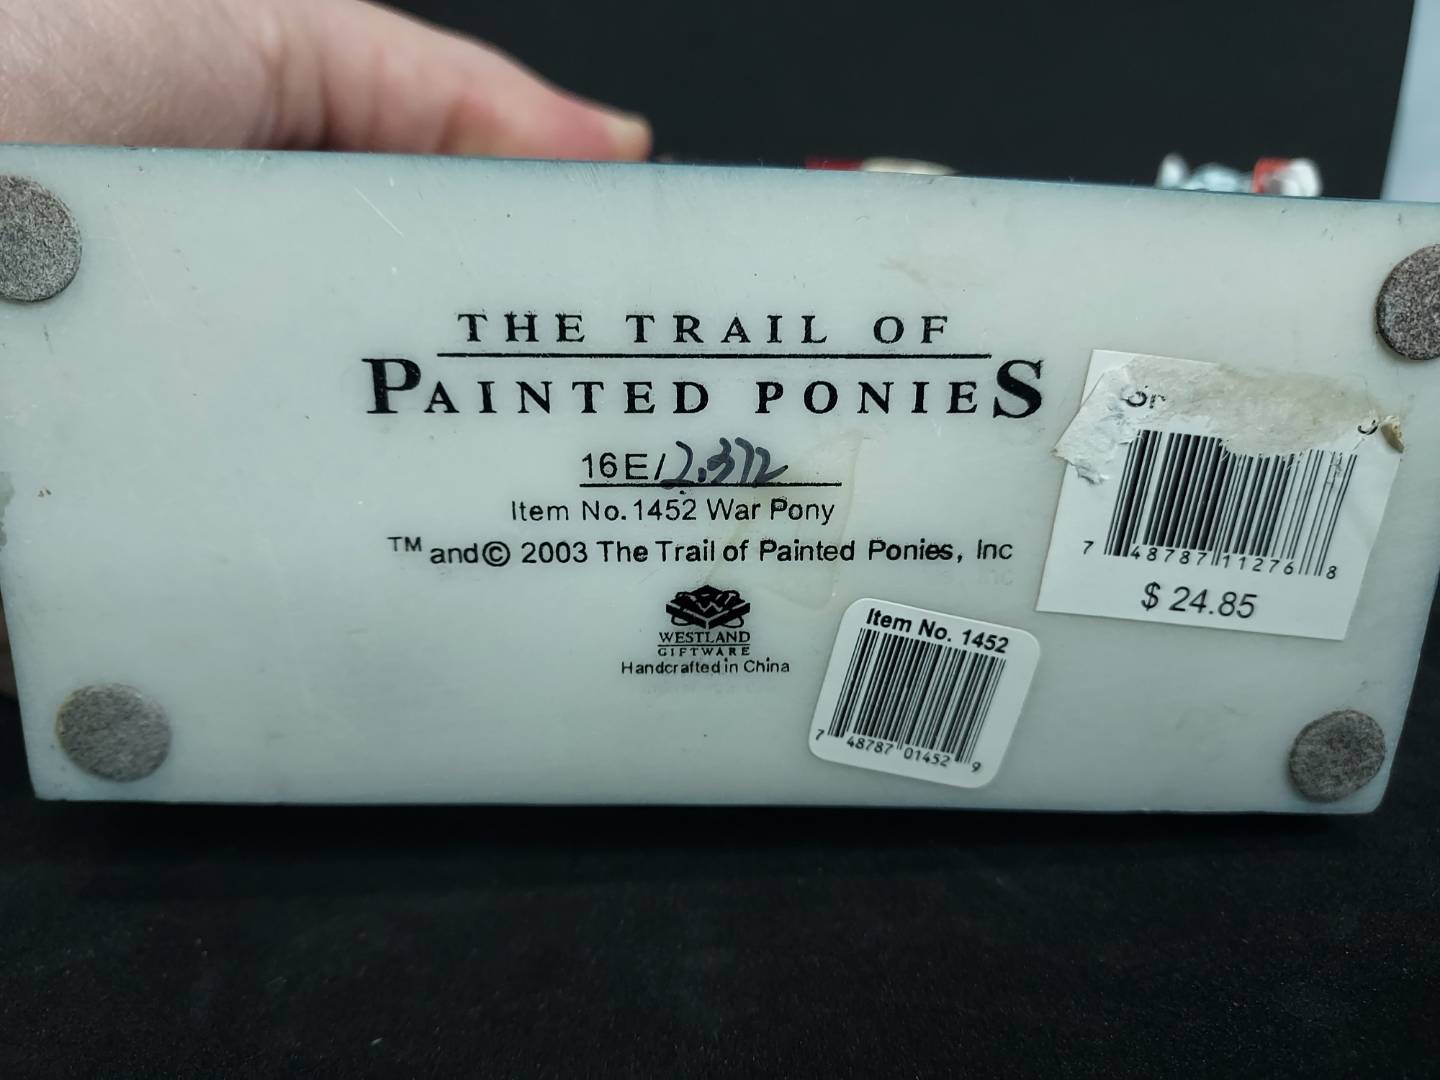 THE TRAIL OF
PAINTED PONIES
16E/2.372
Item No.1452 War Pony
™ and © 2003 The Trail of Painted Ponies, Inc
WESTLAND
GIFTWARE
Handcrafted in China
7 48787 11276 8
$ 24.85
Item No. 1452
7 48787 01452 9